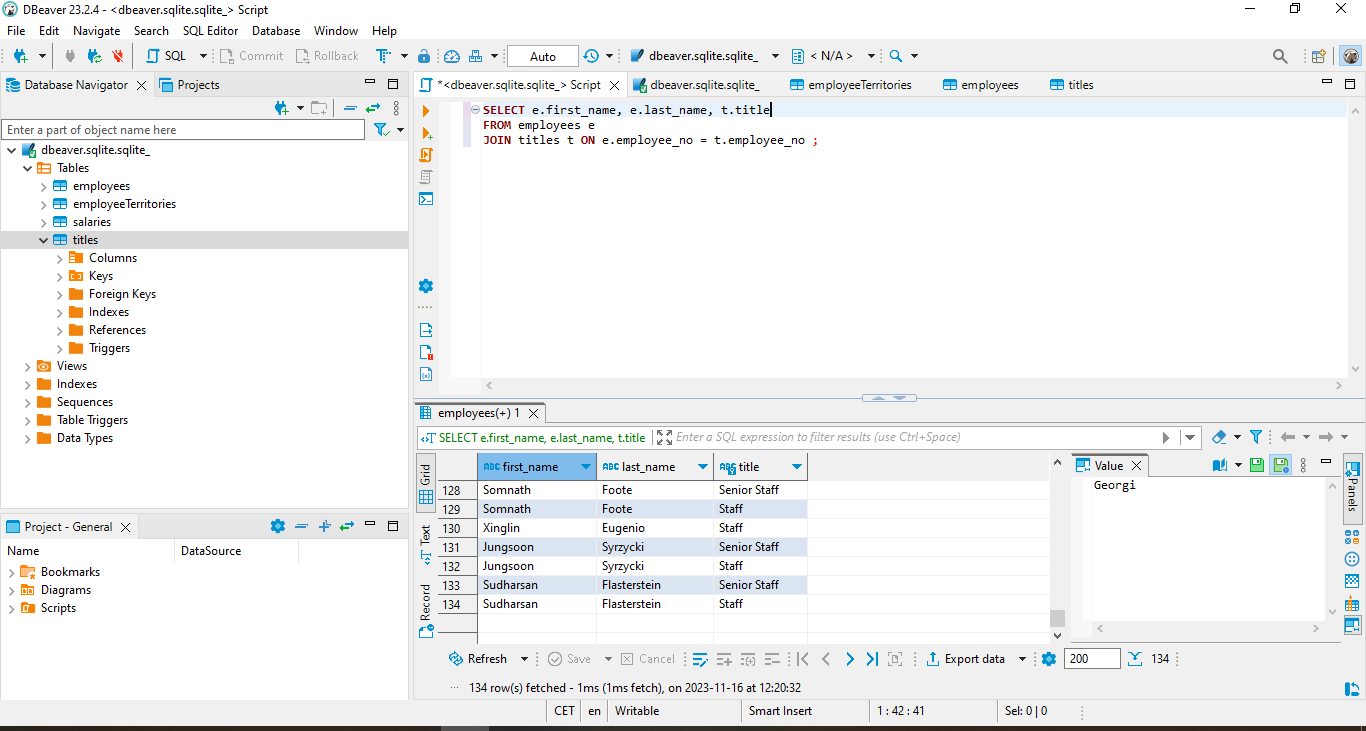 DBeaver 23.2.4 - <dbeaver.sqlite.sqlite_> Script
File Edit Navigate Search SQL Editor Database Window Help
SQL Commit Rollback Auto dbeaver.sqlite.sqlite_ < N/A >
Database Navigator Projects
*<dbeaver.sqlite.sqlite_> Script dbeaver.sqlite.sqlite_ employeeTerritories employees titles
Enter a part of object name here
dbeaver.sqlite.sqlite_
Tables
employees
employeeTerritories
salaries
titles
Columns
Keys
Foreign Keys
Indexes
References
Triggers
Views
Indexes
Sequences
Table Triggers
Data Types
SELECT e.first_name, e.last_name, t.title
FROM employees e
JOIN titles t ON e.employee_no = t.employee_no ;
Project - General
Name DataSource
Bookmarks
Diagrams
Scripts
employees(+) 1
SELECT e.first_name, e.last_name, t.title Enter a SQL expression to filter results (use Ctrl+Space)
Grid
Text
Record
ABC first_name ABC last_name ABC title
128 Somnath Foote Senior Staff
129 Somnath Foote Staff
130 Xinglin Eugenio Staff
131 Jungsoon Syrzycki Senior Staff
132 Jungsoon Syrzycki Staff
133 Sudharsan Flasterstein Senior Staff
134 Sudharsan Flasterstein Staff
Value
Georgi
Panels
Refresh Save Cancel Export data 200 134
134 row(s) fetched - 1ms (1ms fetch), on 2023-11-16 at 12:20:32
CET en Writable Smart Insert 1 : 42 : 41 Sel: 0 | 0